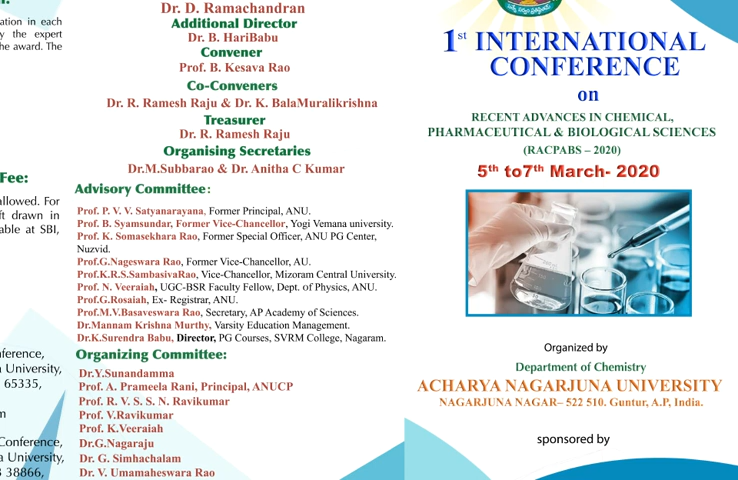 ation in each
y the expert
he award. The
Fee:
allowed. For
ft drawn in
able at SBI,
nference,
a University,
65335,
m
Conference,
a University,
38866,
Dr. D. Ramachandran
Additional Director
Dr. B. HariBabu
Convener
Prof. B. Kesava Rao
Co-Conveners
Dr. R. Ramesh Raju & Dr. K. BalaMuralikrishna
Treasurer
Dr. R. Ramesh Raju
Organising Secretaries
Dr.M.Subbarao & Dr. Anitha C Kumar
Advisory Committee:
Prof. P. V. V. Satyanarayana, Former Principal, ANU.
Prof. B. Syamsundar, Former Vice-Chancellor, Yogi Vemana university.
Prof. K. Somasekhara Rao, Former Special Officer, ANU PG Center,
Nuzvid.
Prof.G.Nageswara Rao, Former Vice-Chancellor, AU.
Prof.K.R.S.SambasivaRao, Vice-Chancellor, Mizoram Central University.
Prof. N. Veeraiah, UGC-BSR Faculty Fellow, Dept. of Physics, ANU.
Prof.G.Rosaiah, Ex- Registrar, ANU.
Prof.M.V.Basaveswara Rao, Secretary, AP Academy of Sciences.
Dr.Mannam Krishna Murthy, Varsity Education Management.
Dr.K.Surendra Babu, Director, PG Courses, SVRM College, Nagaram.
Organizing Committee:
Dr.Y.Sunandamma
Prof. A. Prameela Rani, Principal, ANUCP
Prof. R. V. S. S. N. Ravikumar
Prof. V.Ravikumar
Prof. K.Veeraiah
Dr.G.Nagaraju
Dr. G. Simhachalam
Dr. V. Umamaheswara Rao
1st INTERNATIONAL
CONFERENCE
on
RECENT ADVANCES IN CHEMICAL,
PHARMACEUTICAL & BIOLOGICAL SCIENCES
(RACPABS – 2020)
5th to7th March- 2020
Organized by
Department of Chemistry
ACHARYA NAGARJUNA UNIVERSITY
NAGARJUNA NAGAR– 522 510. Guntur, A.P, India.
sponsored by